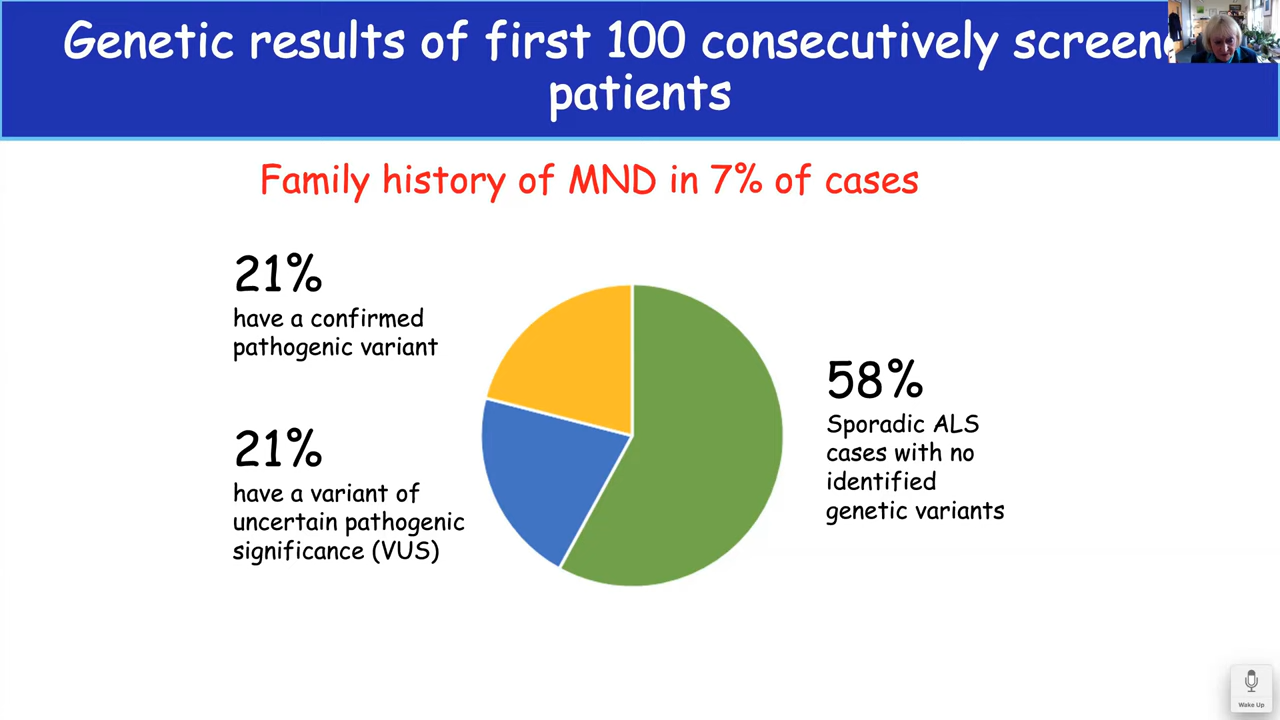 Genetic results of first 100 consecutively
patients
Family history of MND in 7% of cases
21%
have a confirmed
pathogenic variant
21%
have a variant of
uncertain pathogenic
significance (VUS)
58%
Sporadic ALS
cases with no
identified
genetic variants
Wake Up